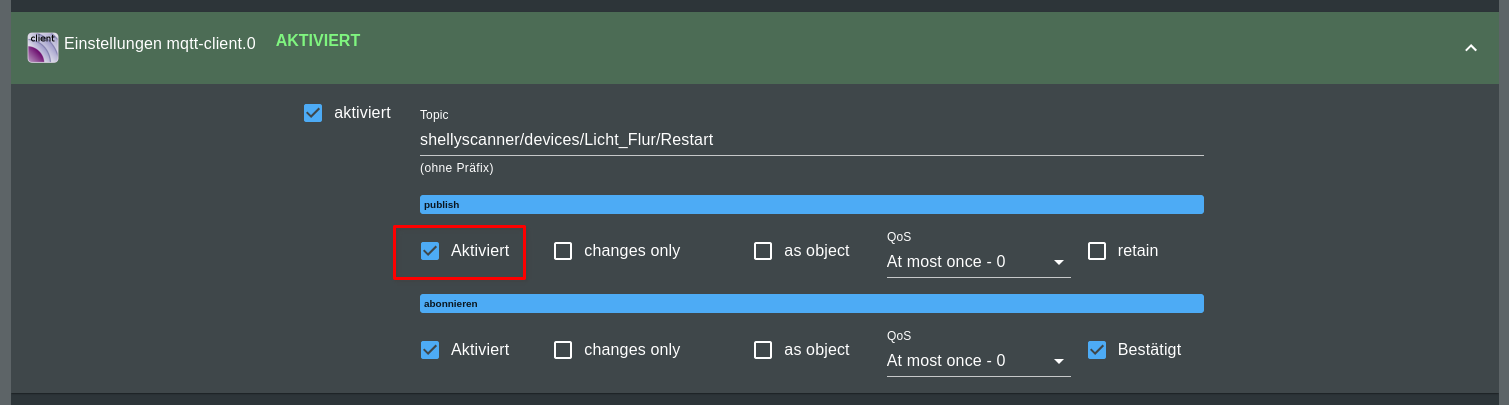 client
Einstellungen mqtt-client.0 AKTIVIERT
aktiviert
Topic
shellyscanner/devices/Licht_Flur/Restart
(ohne Präfix)
publish
Aktiviert changes only as object QoS At most once - 0 retain
abonnieren
Aktiviert changes only as object QoS At most once - 0 Bestätigt